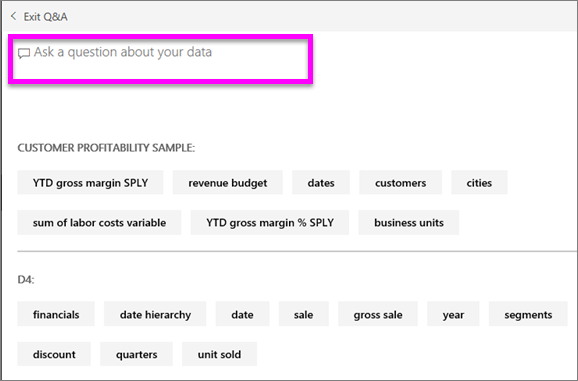 Exit Q&A
Ask a question about your data
CUSTOMER PROFITABILITY SAMPLE:
YTD gross margin SPLY revenue budget dates customers cities
sum of labor costs variable YTD gross margin % SPLY business units
D4:
financials date hierarchy date sale gross sale year segments
discount quarters unit sold